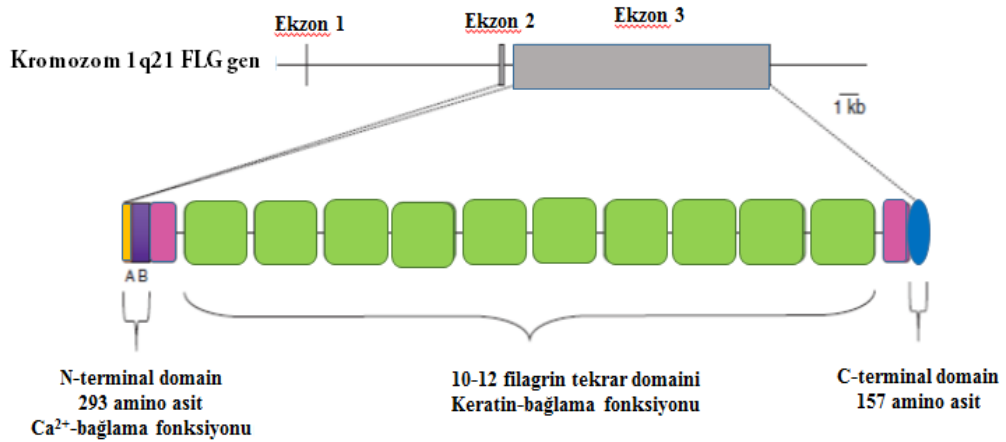 Ekzon 1
Ekzon 2
Ekzon 3
Kromozom 1q21 FLG gen
1 kb
A B
N-terminal domain
293 amino asit
Ca²⁺-bağlama fonksiyonu
10-12 filagrin tekrar domaini
Keratin-bağlama fonksiyonu
C-terminal domain
157 amino asit